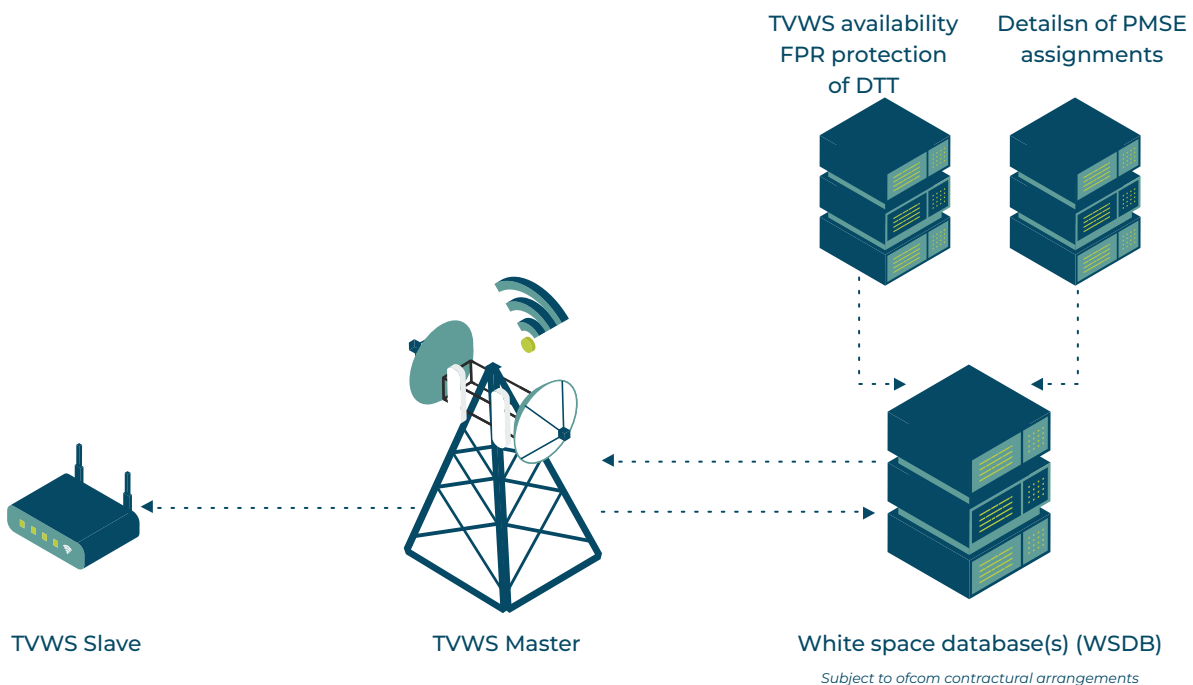 TVWS availability
FPR protection
of DTT
Detailsn of PMSE
assignments
TVWS Slave
TVWS Master
White space database(s) (WSDB)
Subject to ofcom contractural arrangements